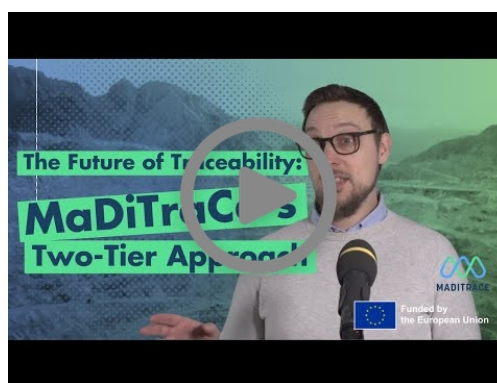 The Future of Traceability:
MaDiTraCe's
Two-Tier Approach
MADITRACE
Funded by
the European Union